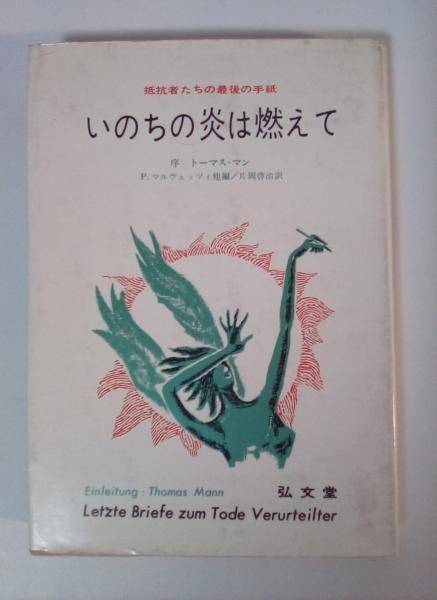 抵抗者たちの最後の手紙
いのちの炎は燃えて
序 トーマス・マン
P. マルヴェッツィ他編／片岡啓治訳
Einleitung : Thomas Mann 弘文堂
Letzte Briefe zum Tode Verurteilter